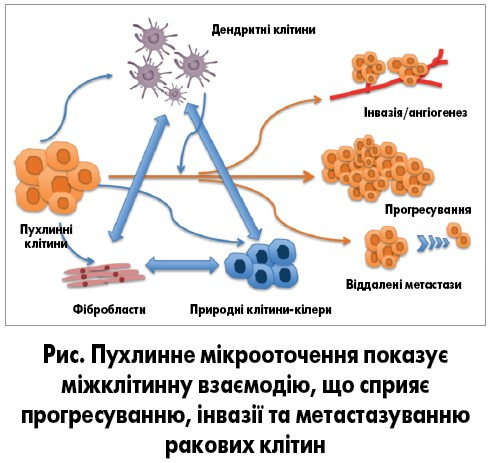 Дендритні клітини
Інвазія/ангіогенез
Пухлинні
клітини
Прогресування
Віддалені метастази
Фібробласти
Природні клітини-кілери
Рис. Пухлинне мікрооточення показує
міжклітинну взаємодію, що сприяє
прогресуванню, інвазії та метастазуванню
ракових клітин